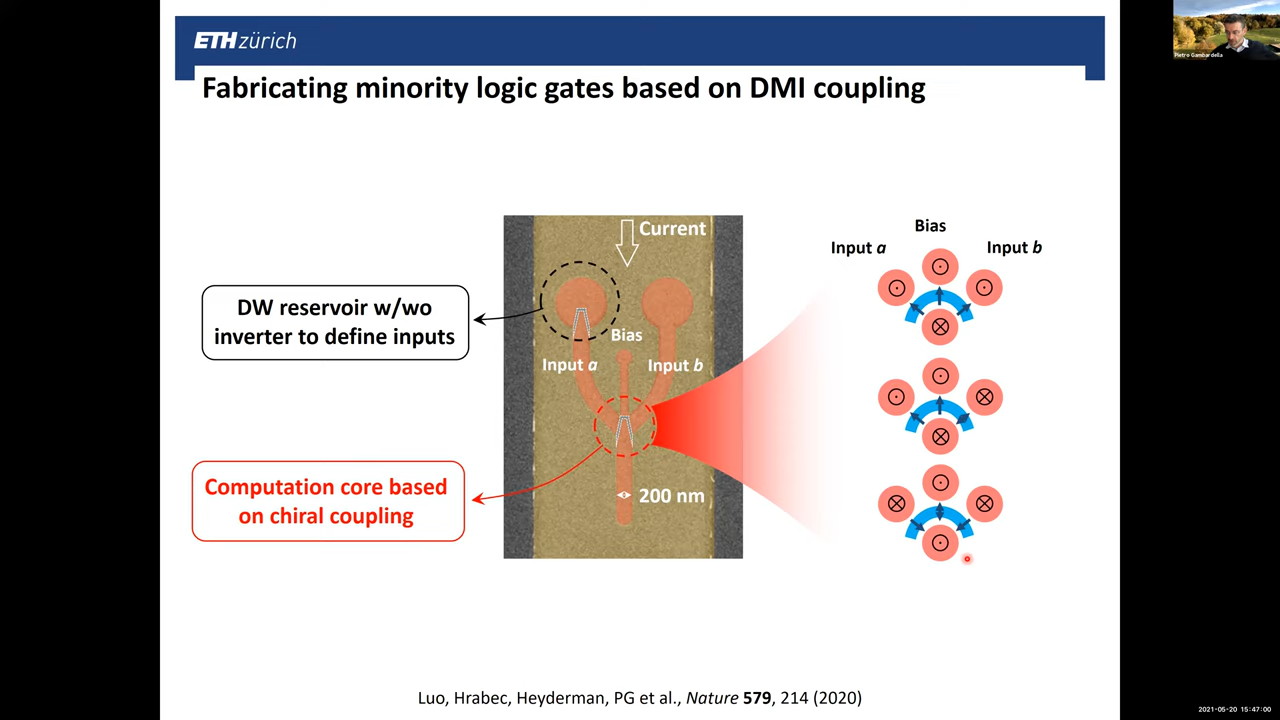 ETH zürich
Pietro Gambardella
Fabricating minority logic gates based on DMI coupling
Current
DW reservoir w/wo
inverter to define inputs
Bias
Input a
Input b
Computation core based
on chiral coupling
200 nm
Bias
Input a
Input b
Luo, Hrabec, Heyderman, PG et al., Nature 579, 214 (2020)
2021-05-20 15:47:00